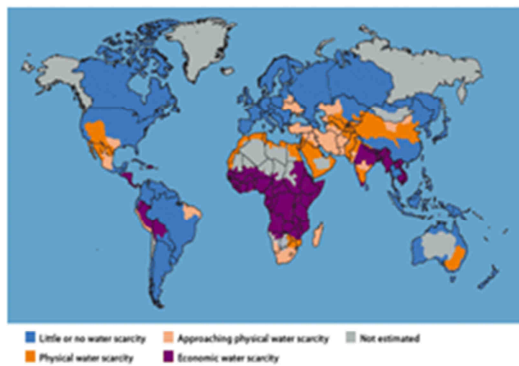 Little or no water scarcity
Approaching physical water scarcity
Not estimated
Physical water scarcity
Economic water scarcity